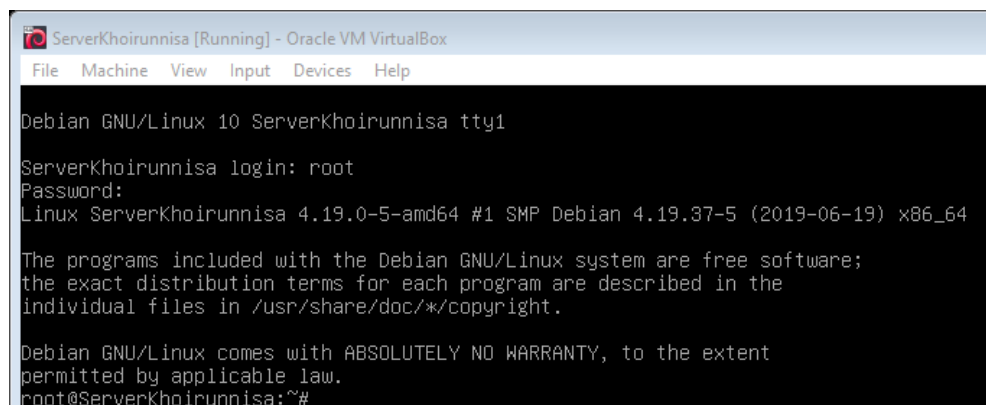 ServerKhoirunnisa [Running] - Oracle VM VirtualBox
File Machine View Input Devices Help
Debian GNU/Linux 10 ServerKhoirunnisa tty1
ServerKhoirunnisa login: root
Password:
Linux ServerKhoirunnisa 4.19.0-5-amd64 #1 SMP Debian 4.19.37-5 (2019-06-19) x86_64
The programs included with the Debian GNU/Linux system are free software;
the exact distribution terms for each program are described in the
individual files in /usr/share/doc/*/copyright.
Debian GNU/Linux comes with ABSOLUTELY NO WARRANTY, to the extent
permitted by applicable law.
root@ServerKhoirunnisa:~#